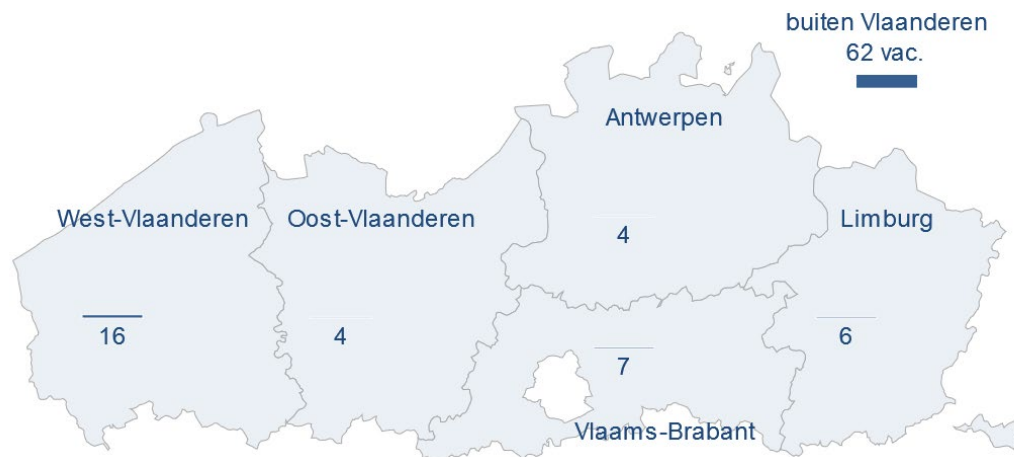 buiten Vlaanderen
62 vac.
Antwerpen
West-Vlaanderen
Oost-Vlaanderen
Limburg
4
16
4
6
7
Vlaams-Brabant